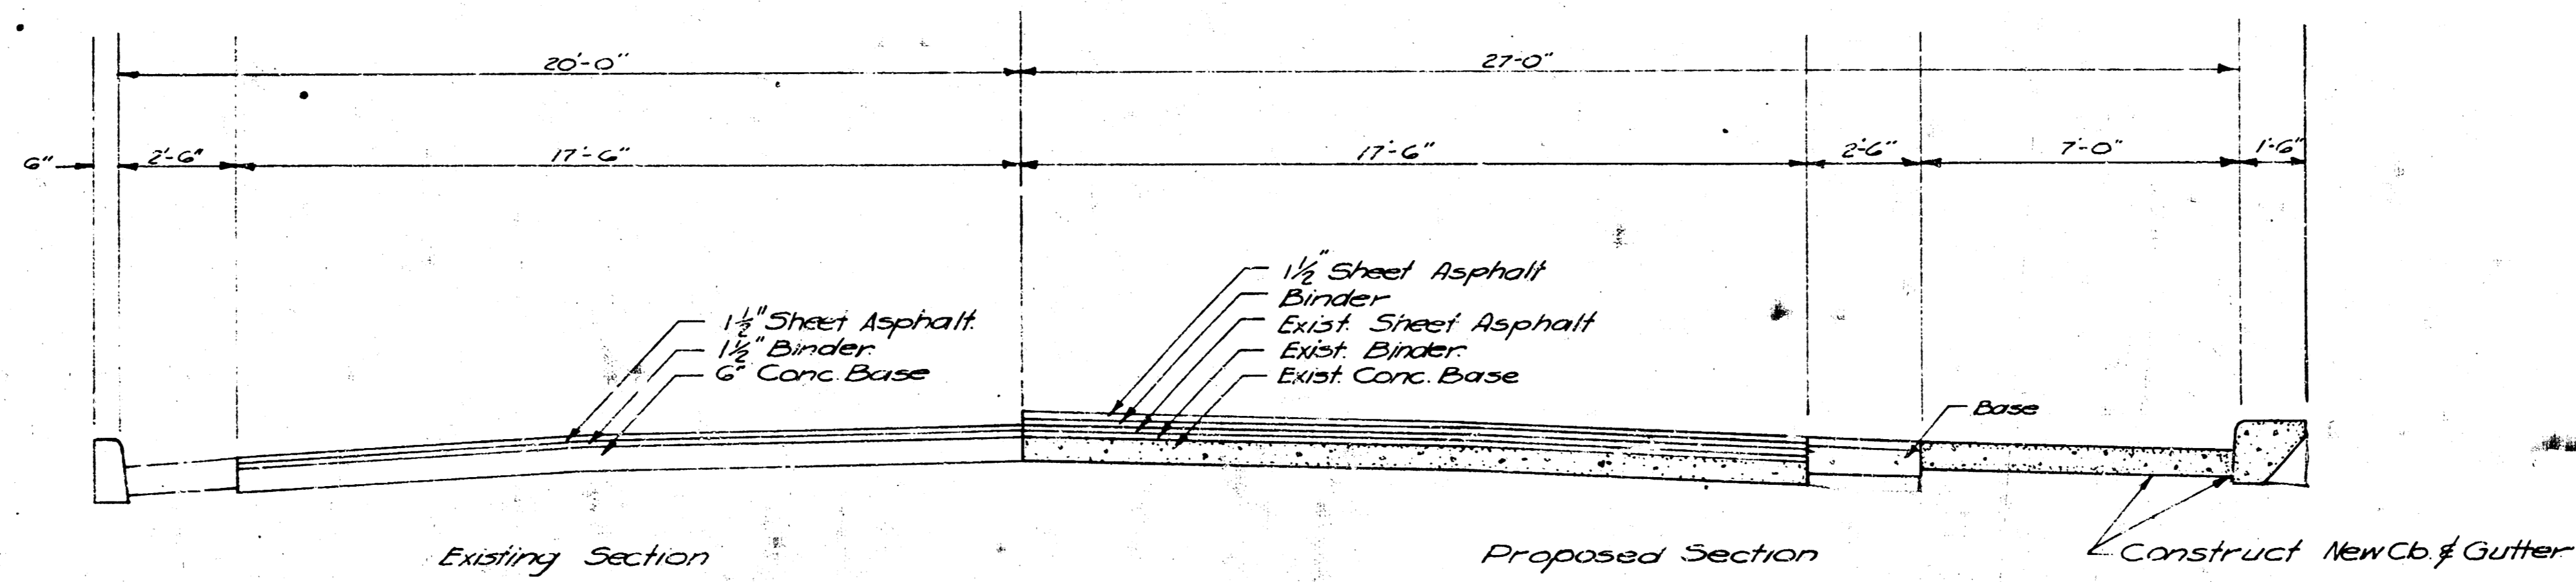 20'-0"
27'-0"
6"
2'-6"
17'-6"
17'-6"
2'-6"
7'-0"
1'-6"
1½" Sheet Asphalt.
1½" Binder.
6" Conc. Base
1½" Sheet Asphalt
Binder
Exist. Sheet Asphalt
Exist. Binder.
Exist. Conc. Base
Base
Existing Section
Proposed Section
Construct New Cb. & Gutter